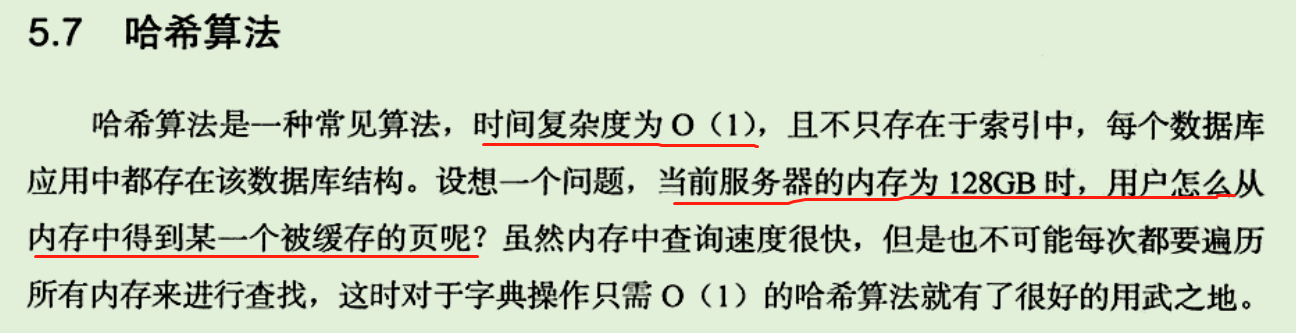 5.7 哈希算法
哈希算法是一种常见算法，时间复杂度为 O（1），且不只存在于索引中，每个数据库
应用中都存在该数据库结构。设想一个问题，当前服务器的内存为 128GB 时，用户怎么从
内存中得到某一个被缓存的页呢？虽然内存中查询速度很快，但是也不可能每次都要遍历
所有内存来进行查找，这时对于字典操作只需 O（1）的哈希算法就有了很好的用武之地。